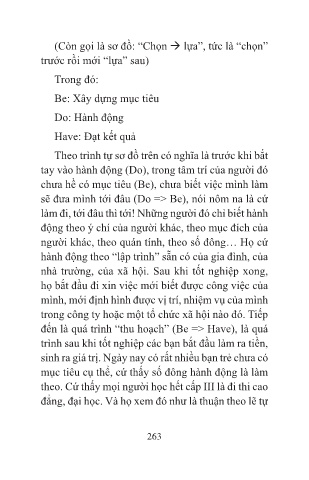 (Còn gọi là sơ đồ: “Chọn → lựa”, tức là “chọn”
trước rồi mới “lựa” sau)
Trong đó:
Be: Xây dựng mục tiêu
Do: Hành động
Have: Đạt kết quả
Theo trình tự sơ đồ trên có nghĩa là trước khi bắt
tay vào hành động (Do), trong tâm trí của người đó
chưa hề có mục tiêu (Be), chưa biết việc mình làm
sẽ đưa mình tới đâu (Do => Be), nói nôm na là cứ
làm đi, tới đâu thì tới! Những người đó chỉ biết hành
động theo ý chí của người khác, theo mục đích của
người khác, theo quán tính, theo số đông… Họ cứ
hành động theo “lập trình” sẵn có của gia đình, của
nhà trường, của xã hội. Sau khi tốt nghiệp xong,
họ bắt đầu đi xin việc mới biết được công việc của
mình, mới định hình được vị trí, nhiệm vụ của mình
trong công ty hoặc một tổ chức xã hội nào đó. Tiếp
đến là quá trình “thu hoạch” (Be => Have), là quá
trình sau khi tốt nghiệp các bạn bắt đầu làm ra tiền,
sinh ra giá trị. Ngày nay có rất nhiều bạn trẻ chưa có
mục tiêu cụ thể, cứ thấy số đông hành động là làm
theo. Cứ thấy mọi người học hết cấp III là đi thi cao
đẳng, đại học. Và họ xem đó như là thuận theo lẽ tự
263